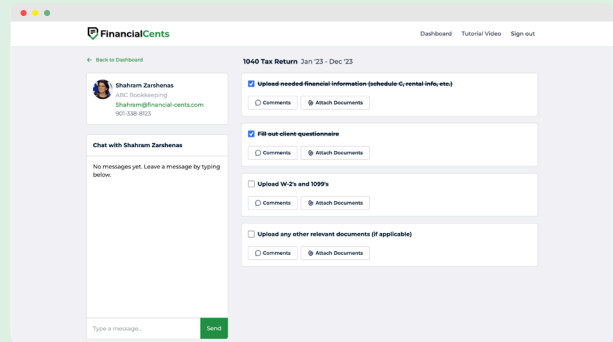 FinancialCents
Dashboard Tutorial Video Sign out
← Back to Dashboard
Shahram Zarshenas
ABC Bookkeeping
Shahram@financial-cents.com
901-338-8123
Chat with Shahram Zarshenas
No messages yet. Leave a message by typing
below.
Type a message...
Send
1040 Tax Return Jan '23 - Dec '23
Upload needed financial information (schedule C, rental info, etc.)
Comments Attach Documents
Fill out client questionnaire
Comments Attach Documents
Upload W-2's and 1099's
Comments Attach Documents
Upload any other relevant documents (if applicable)
Comments Attach Documents